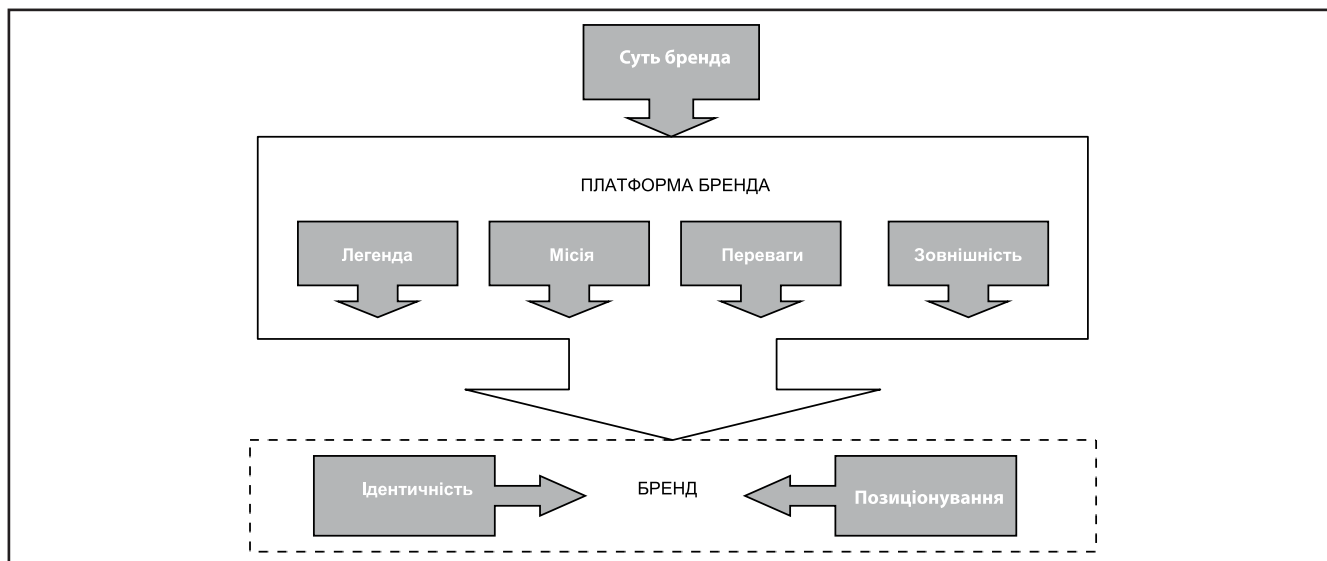 Суть бренда
ПЛАТФОРМА БРЕНДА
Легенда
Місія
Переваги
Зовнішність
Ідентичність
БРЕНД
Позиціонування